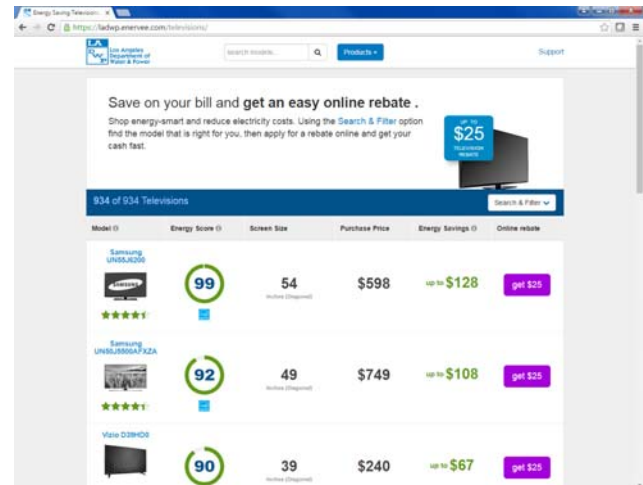 Energy Saving Television
https://ladwp.enervee.com/televisions/
LA
DWP
Los Angeles
Department of
Water & Power
search models...
Products
Support
Save on your bill and get an easy online rebate .
Shop energy-smart and reduce electricity costs. Using the Search & Filter option
find the model that is right for you, then apply for a rebate online and get your
cash fast.
UP TO
$25
TELEVISION
REBATE
934 of 934 Televisions
Search & Filter
Model Energy Score Screen Size Purchase Price Energy Savings Online rebate
Samsung
UN55J6200
SAMSUNG
99 54 $598 up to $128 get $25
Inches (Diagonal)
Samsung
92 49 $749 up to $108 get $25
Inches (Diagonal)
Vizio
90 39 $240 up to $67 get $25
Inches (Diagonal)